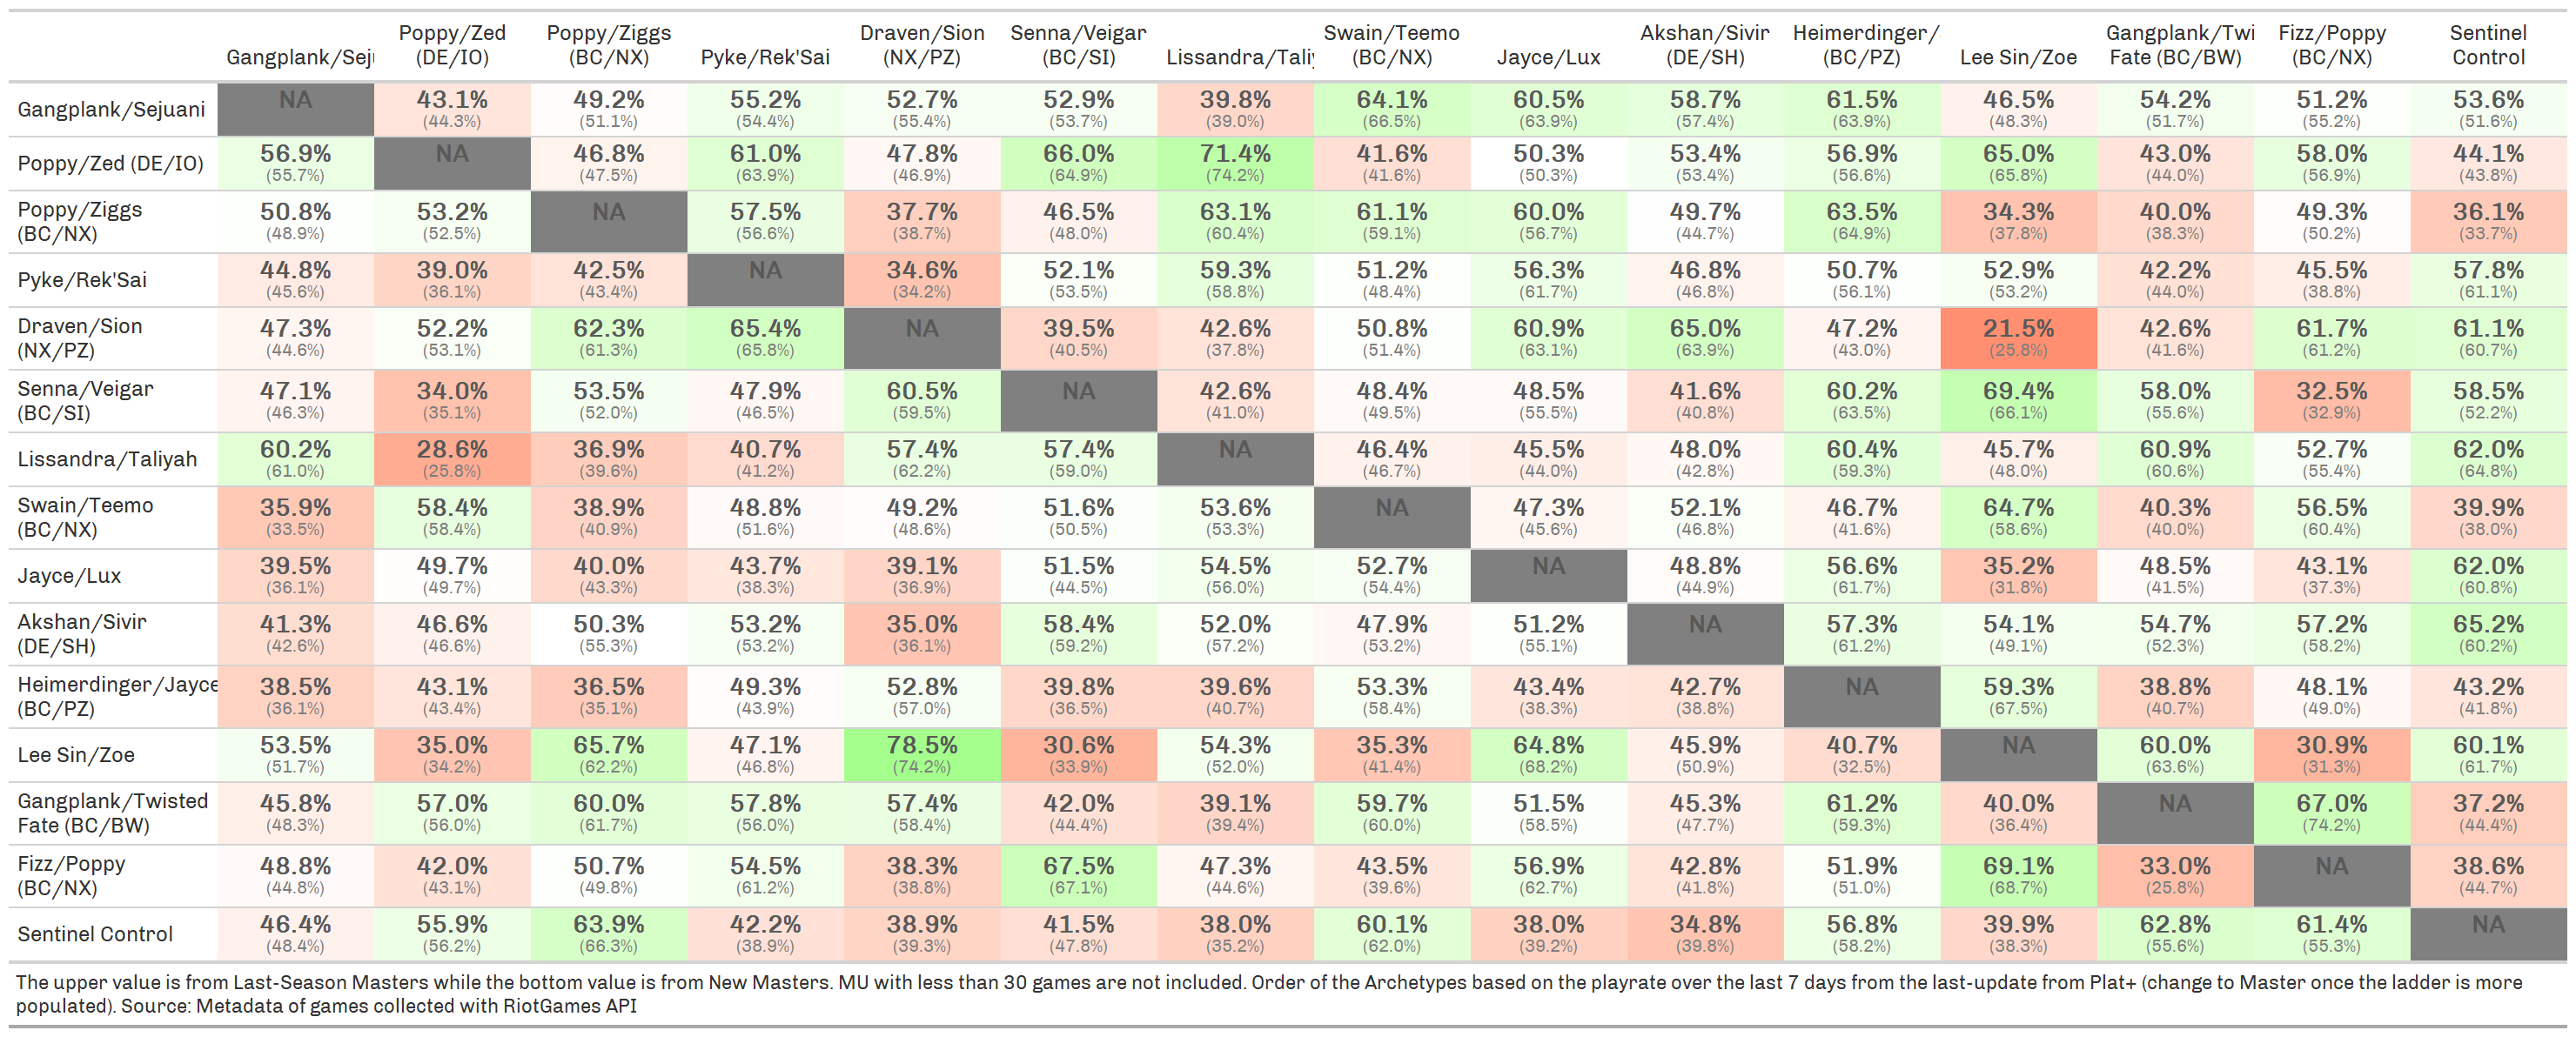 Gangplank/Seju Poppy/Zed (DE/IO) Poppy/Ziggs (BC/NX) Pyke/Rek'Sai Draven/Sion (NX/PZ) Senna/Veigar (BC/SI) Lissandra/Taliy Swain/Teemo (BC/NX) Jayce/Lux Akshan/Sivir (DE/SH) Heimerdinger/ (BC/PZ) Lee Sin/Zoe Gangplank/Twi Fate (BC/BW) Fizz/Poppy (BC/NX) Sentinel Control
Gangplank/Sejuani NA 43.1% 49.2% 55.2% 52.7% 52.9% 39.8% 64.1% 60.5% 58.7% 61.5% 46.5% 54.2% 51.2% 53.6%
(44.3%) (51.1%) (54.4%) (55.4%) (53.7%) (39.0%) (66.5%) (63.9%) (57.4%) (63.9%) (48.3%) (51.7%) (55.2%) (51.6%)
Poppy/Zed (DE/IO) 56.9% NA 46.8% 61.0% 47.8% 66.0% 71.4% 41.6% 50.3% 53.4% 56.9% 65.0% 43.0% 58.0% 44.1%
(55.7%) (47.5%) (63.9%) (46.9%) (64.9%) (74.2%) (41.6%) (50.3%) (53.4%) (56.6%) (65.8%) (44.0%) (56.9%) (43.8%)
Poppy/Ziggs 50.8% 53.2% NA 57.5% 37.7% 46.5% 63.1% 61.1% 60.0% 49.7% 63.5% 34.3% 40.0% 49.3% 36.1%
(BC/NX) (48.9%) (52.5%) (56.6%) (38.7%) (48.0%) (60.4%) (59.1%) (56.7%) (44.7%) (64.9%) (37.8%) (38.3%) (50.2%) (33.7%)
Pyke/Rek'Sai 44.8% 39.0% 42.5% NA 34.6% 52.1% 59.3% 51.2% 56.3% 46.8% 50.7% 52.9% 42.2% 45.5% 57.8%
(45.6%) (36.1%) (43.4%) (34.2%) (53.5%) (58.8%) (48.4%) (61.7%) (46.8%) (56.1%) (53.2%) (44.0%) (38.8%) (61.1%)
Draven/Sion 47.3% 52.2% 62.3% 65.4% NA 39.5% 42.6% 50.8% 60.9% 65.0% 47.2% 21.5% 42.6% 61.7% 61.1%
(NX/PZ) (44.6%) (53.1%) (61.3%) (65.8%) (40.5%) (37.8%) (51.4%) (63.1%) (63.9%) (43.0%) (25.8%) (41.6%) (61.2%) (60.7%)
Senna/Veigar 47.1% 34.0% 53.5% 47.9% 60.5% NA 42.6% 48.4% 48.5% 41.6% 60.2% 69.4% 58.0% 32.5% 58.5%
(BC/SI) (46.3%) (35.1%) (52.0%) (46.5%) (59.5%) (41.0%) (49.5%) (55.5%) (40.8%) (63.5%) (66.1%) (55.6%) (32.9%) (52.2%)
Lissandra/Taliyah 60.2% 28.6% 36.9% 40.7% 57.4% 57.4% NA 46.4% 45.5% 48.0% 60.4% 45.7% 60.9% 52.7% 62.0%
(61.0%) (25.8%) (39.6%) (41.2%) (62.2%) (59.0%) (46.7%) (44.0%) (42.8%) (59.3%) (48.0%) (60.6%) (55.4%) (64.8%)
Swain/Teemo 35.9% 58.4% 38.9% 48.8% 49.2% 51.6% 53.6% NA 47.3% 52.1% 46.7% 64.7% 40.3% 56.5% 39.9%
(BC/NX) (33.5%) (58.4%) (40.9%) (51.6%) (48.6%) (50.5%) (53.3%) (45.6%) (46.8%) (41.6%) (58.6%) (40.0%) (60.4%) (38.0%)
Jayce/Lux 39.5% 49.7% 40.0% 43.7% 39.1% 51.5% 54.5% 52.7% NA 48.8% 56.6% 35.2% 48.5% 43.1% 62.0%
(36.1%) (49.7%) (43.3%) (38.3%) (36.9%) (44.5%) (56.0%) (54.4%) (44.9%) (61.7%) (31.8%) (41.5%) (37.3%) (60.8%)
Akshan/Sivir 41.3% 46.6% 50.3% 53.2% 35.0% 58.4% 52.0% 47.9% 51.2% NA 57.3% 54.1% 54.7% 57.2% 65.2%
(DE/SH) (42.6%) (46.6%) (55.3%) (53.2%) (36.1%) (59.2%) (57.2%) (53.2%) (55.1%) (61.2%) (49.1%) (52.3%) (58.2%) (60.2%)
Heimerdinger/Jayce 38.5% 43.1% 36.5% 49.3% 52.8% 39.8% 39.6% 53.3% 43.4% 42.7% NA 59.3% 38.8% 48.1% 43.2%
(BC/PZ) (36.1%) (43.4%) (35.1%) (43.9%) (57.0%) (36.5%) (40.7%) (58.4%) (38.3%) (38.8%) (67.5%) (40.7%) (49.0%) (41.8%)
Lee Sin/Zoe 53.5% 35.0% 65.7% 47.1% 78.5% 30.6% 54.3% 35.3% 64.8% 45.9% 40.7% NA 60.0% 30.9% 60.1%
(51.7%) (34.2%) (62.2%) (46.8%) (74.2%) (33.9%) (52.0%) (41.4%) (68.2%) (50.9%) (32.5%) (63.6%) (31.3%) (61.7%)
Gangplank/Twisted 45.8% 57.0% 60.0% 57.8% 57.4% 42.0% 39.1% 59.7% 51.5% 45.3% 61.2% 40.0% NA 67.0% 37.2%
Fate (BC/BW) (48.3%) (56.0%) (61.7%) (56.0%) (58.4%) (44.4%) (39.4%) (60.0%) (58.5%) (47.7%) (59.3%) (36.4%) (74.2%) (44.4%)
Fizz/Poppy 48.8% 42.0% 50.7% 54.5% 38.3% 67.5% 47.3% 43.5% 56.9% 42.8% 51.9% 69.1% 33.0% NA 38.6%
(BC/NX) (44.8%) (43.1%) (49.8%) (61.2%) (38.8%) (67.1%) (44.6%) (39.6%) (62.7%) (41.8%) (51.0%) (68.7%) (25.8%) (44.7%)
Sentinel Control 46.4% 55.9% 63.9% 42.2% 38.9% 41.5% 38.0% 60.1% 38.0% 34.8% 56.8% 39.9% 62.8% 61.4% NA
(48.4%) (56.2%) (66.3%) (38.9%) (39.3%) (47.8%) (35.2%) (62.0%) (39.2%) (39.8%) (58.2%) (38.3%) (55.6%) (55.3%)
The upper value is from Last-Season Masters while the bottom value is from New Masters. MU with less than 30 games are not included. Order of the Archetypes based on the playrate over the last 7 days from the last-update from Plat+ (change to Master once the ladder is more
populated). Source: Metadata of games collected with RiotGames API